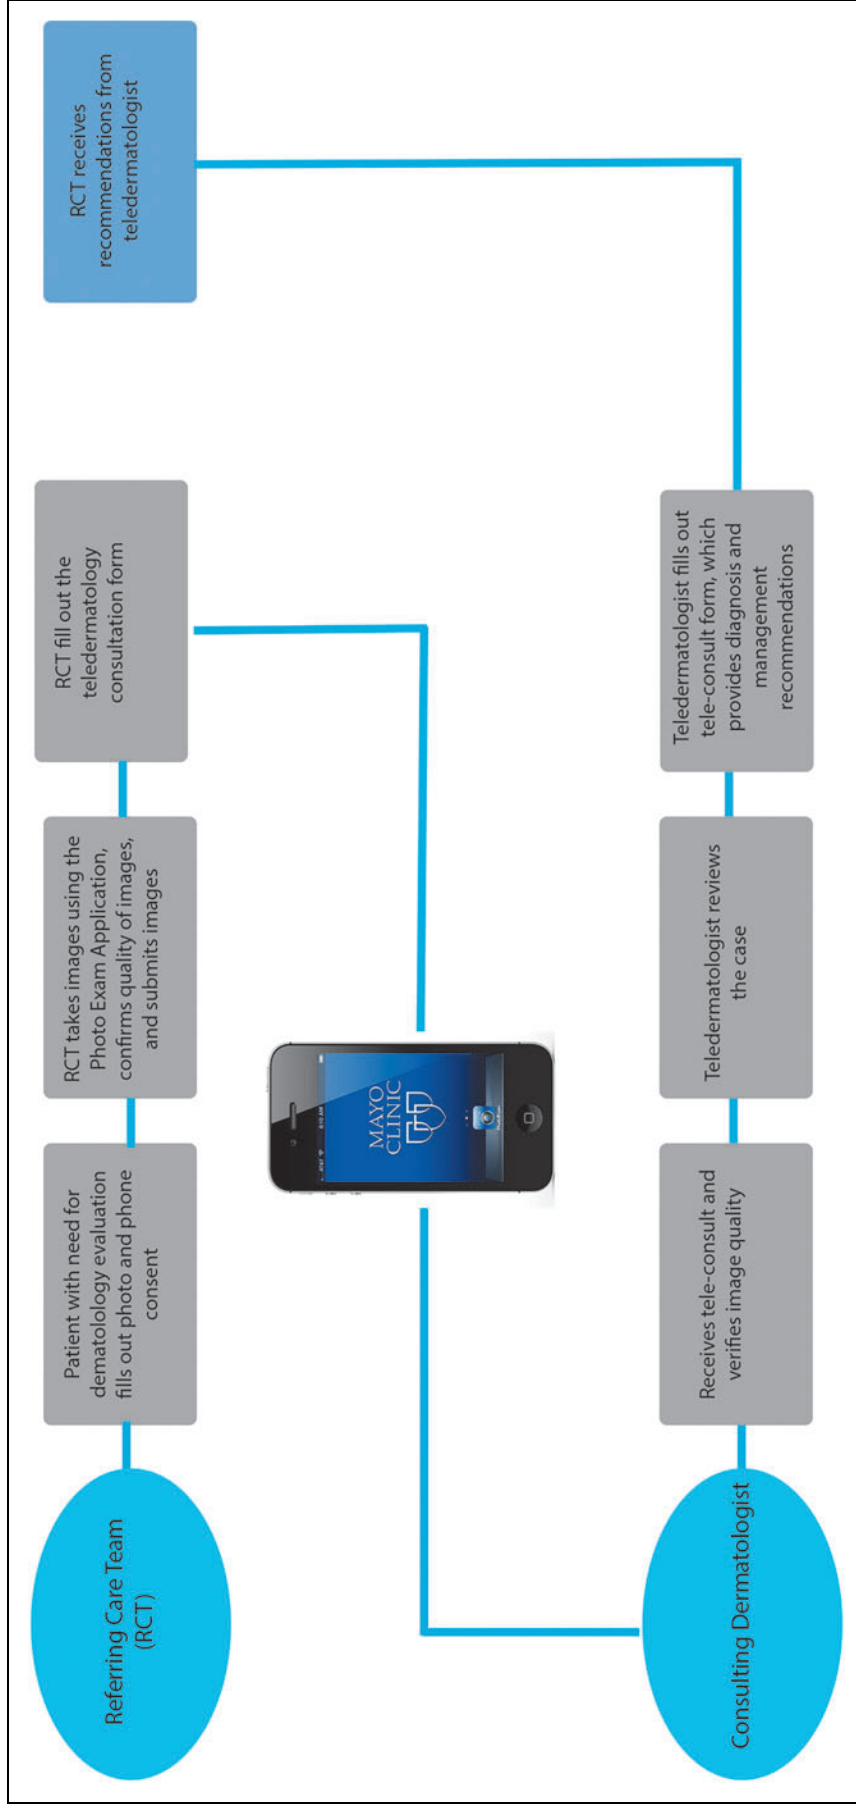 Referring Care Team
(RCT)
Patient with need for
dematolology evaluation
fills out photo and phone
consent
RCT takes images using the
Photo Exam Application,
confirms quality of images,
and submits images
RCT fill out the
teledermatology
consultation form
RCT receives
recommendations from
teledermatologist
AT&T
MAYO
CLINIC
Consulting Dermatologist
Receives tele-consult and
verifies image quality
Teledermatologist reviews
the case
Teledermatologist fills out
tele-consult form, which
provides diagnosis and
management
recommendations